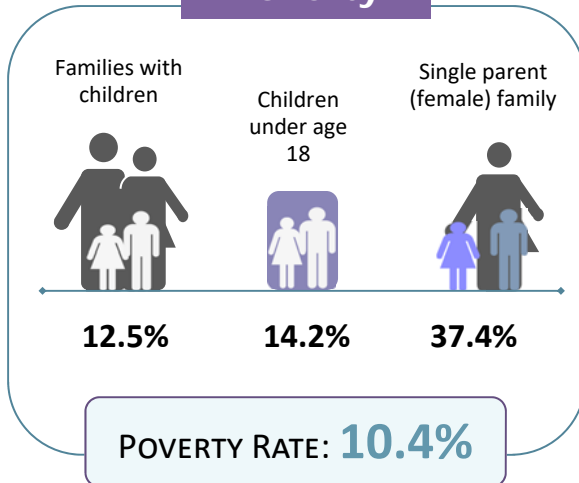 Families with
children
Children
under age
18
Single parent
(female) family
12.5%
14.2%
37.4%
POVERTY RATE: 10.4%